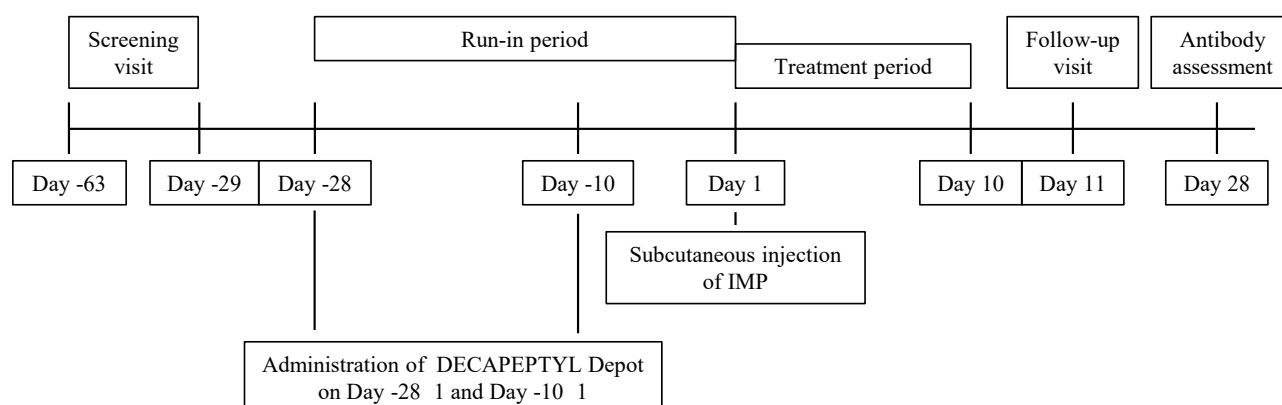 Screening
visit
Run-in period
Treatment period
Follow-up
visit
Antibody
assessment
Day -63
Day -29
Day -28
Day -10
Day 1
Day 10
Day 11
Day 28
Subcutaneous injection
of IMP
Administration of DECAPEPTYL Depot
on Day -28 1 and Day -10 1